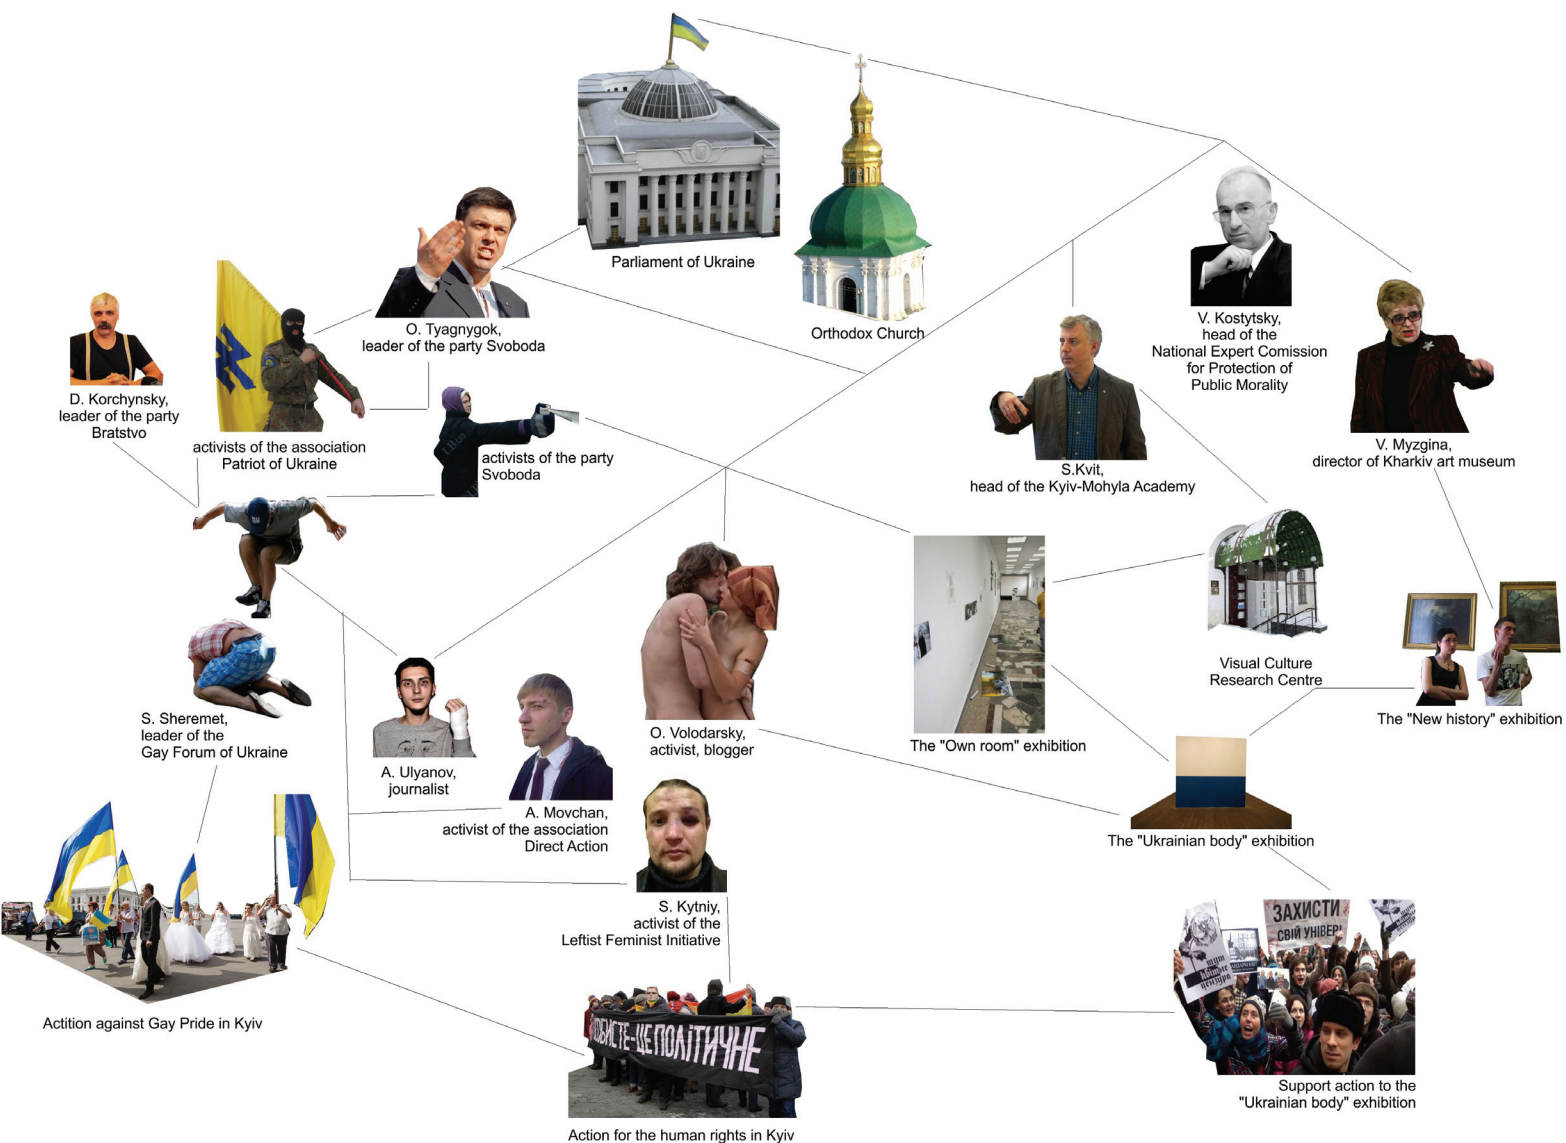 Parliament of Ukraine
Orthodox Church
O. Tyagnygok,
leader of the party Svoboda
V. Kostytsky,
head of the
National Expert Comission
for Protection of
Public Morality
D. Korchynsky,
leader of the party
Bratstvo
activists of the association
Patriot of Ukraine
activists of the party
Svoboda
S.Kvit,
head of the Kyiv-Mohyla Academy
V. Myzgina,
director of Kharkiv art museum
S. Sheremet,
leader of the
Gay Forum of Ukraine
A. Ulyanov,
journalist
O. Volodarsky,
activist, blogger
The "Own room" exhibition
Visual Culture
Research Centre
The "New history" exhibition
A. Movchan,
activist of the association
Direct Action
The "Ukrainian body" exhibition
S. Kytniy,
activist of the
Leftist Feminist Initiative
ЗАХИСТИ
СВІЙ УНІВЕР!
тут
квітне
цензура
Actition against Gay Pride in Kyiv
ОБИСТЕ-ЦЕ ПОЛІТИЧНЕ
Support action to the
"Ukrainian body" exhibition
Action for the human rights in Kyiv